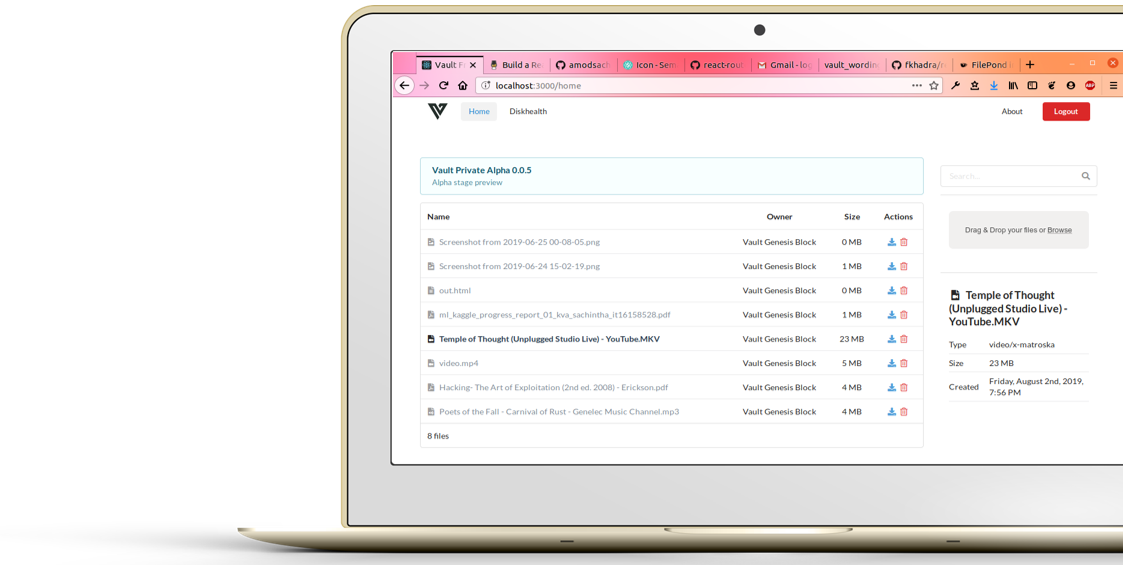 Vault F
Build a Re
amodsach
Icon - Sem
react-rout
Gmail - log
vault_wordin
fkhadra/r
FilePond
localhost:3000/home
ABP
Home
Diskhealth
About
Logout
Vault Private Alpha 0.0.5
Alpha stage preview
Search...
Drag & Drop your files or Browse
Name Owner Size Actions
Screenshot from 2019-06-25 00-08-05.png Vault Genesis Block 0 MB
Screenshot from 2019-06-24 15-02-19.png Vault Genesis Block 1 MB
out.html Vault Genesis Block 0 MB
ml_kaggle_progress_report_01_kva_sachintha_it16158528.pdf Vault Genesis Block 1 MB
Temple of Thought (Unplugged Studio Live) - YouTube.MKV Vault Genesis Block 23 MB
video.mp4 Vault Genesis Block 5 MB
Hacking- The Art of Exploitation (2nd ed. 2008) - Erickson.pdf Vault Genesis Block 4 MB
Poets of the Fall - Carnival of Rust - Genelec Music Channel.mp3 Vault Genesis Block 4 MB
8 files
Temple of Thought
(Unplugged Studio Live) -
YouTube.MKV
Type video/x-matroska
Size 23 MB
Created Friday, August 2nd, 2019,
7:56 PM